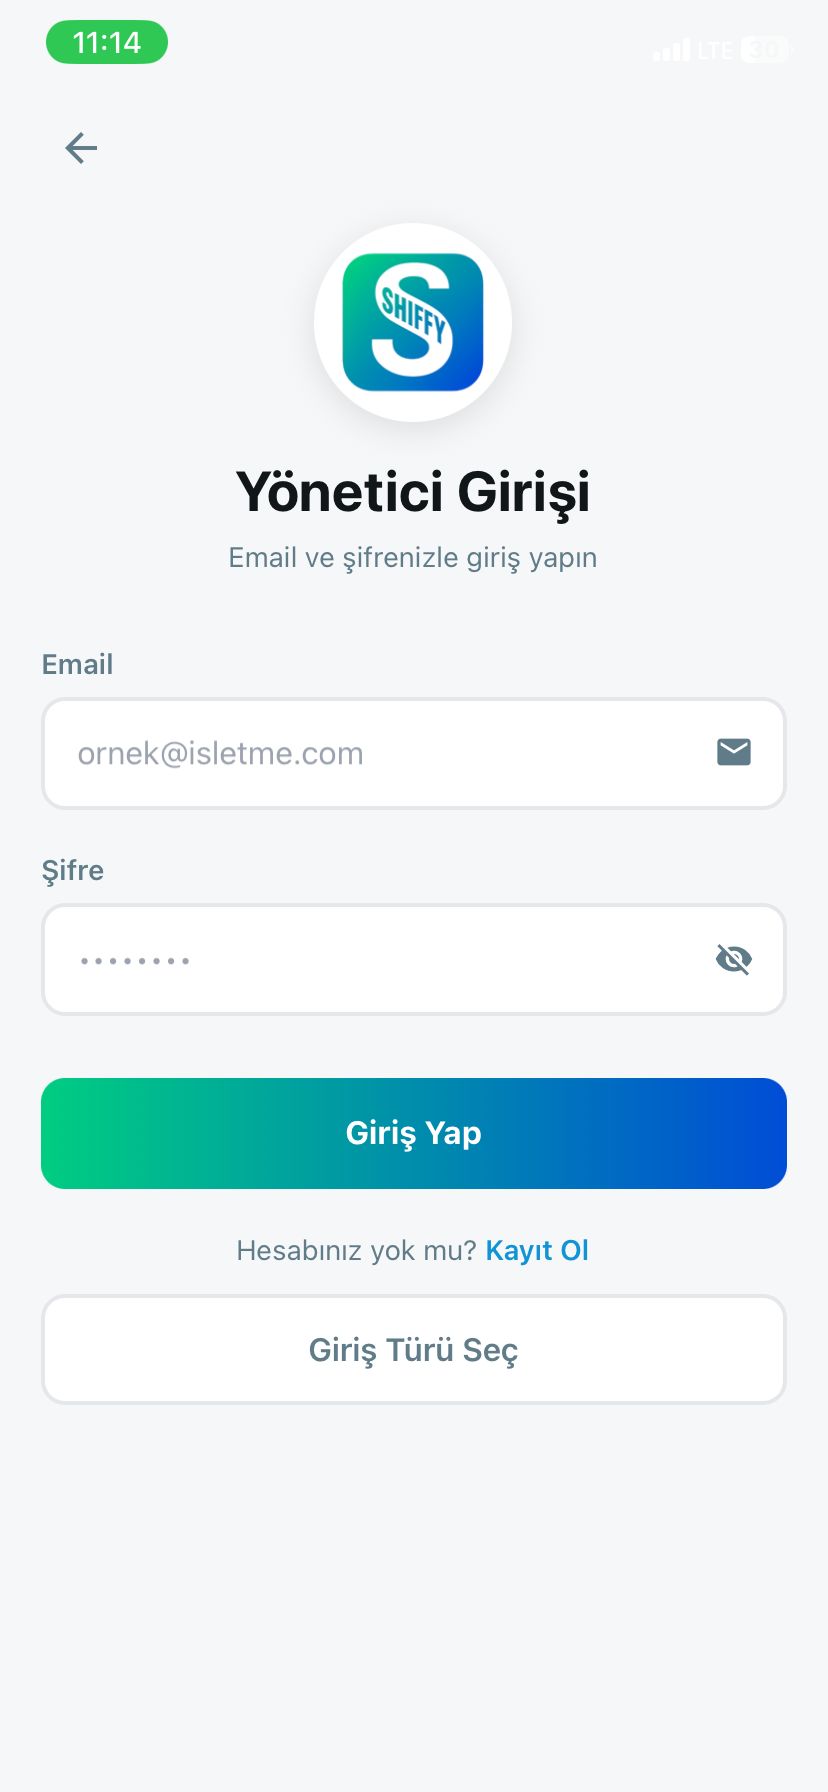 11:14
LTE 30
SHIFFY
Yönetici Girişi
Email ve şifrenizle giriş yapın
Email
ornek@isletme.com
Şifre
••••••••
Giriş Yap
Hesabınız yok mu? Kayıt Ol
Giriş Türü Seç